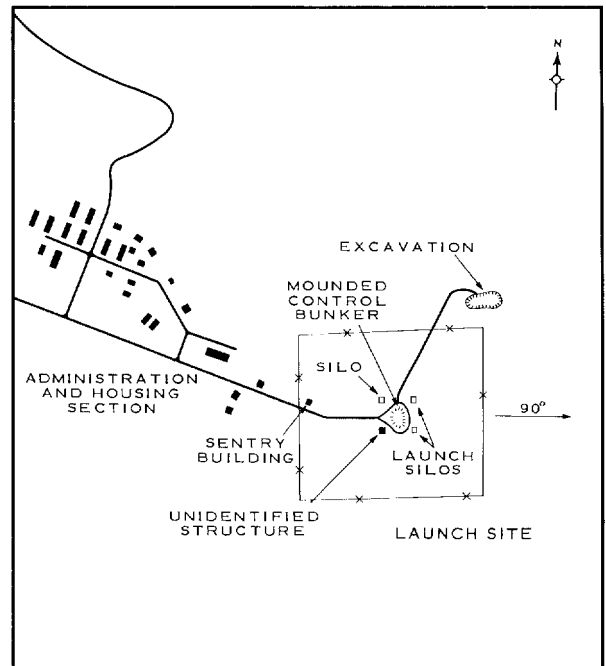 N
EXCAVATION
MOUNDED
CONTROL
BUNKER
SILO
90°
ADMINISTRATION
AND HOUSING
SECTION
SENTRY
BUILDING
LAUNCH
SILOS
UNIDENTIFIED
STRUCTURE
LAUNCH SITE